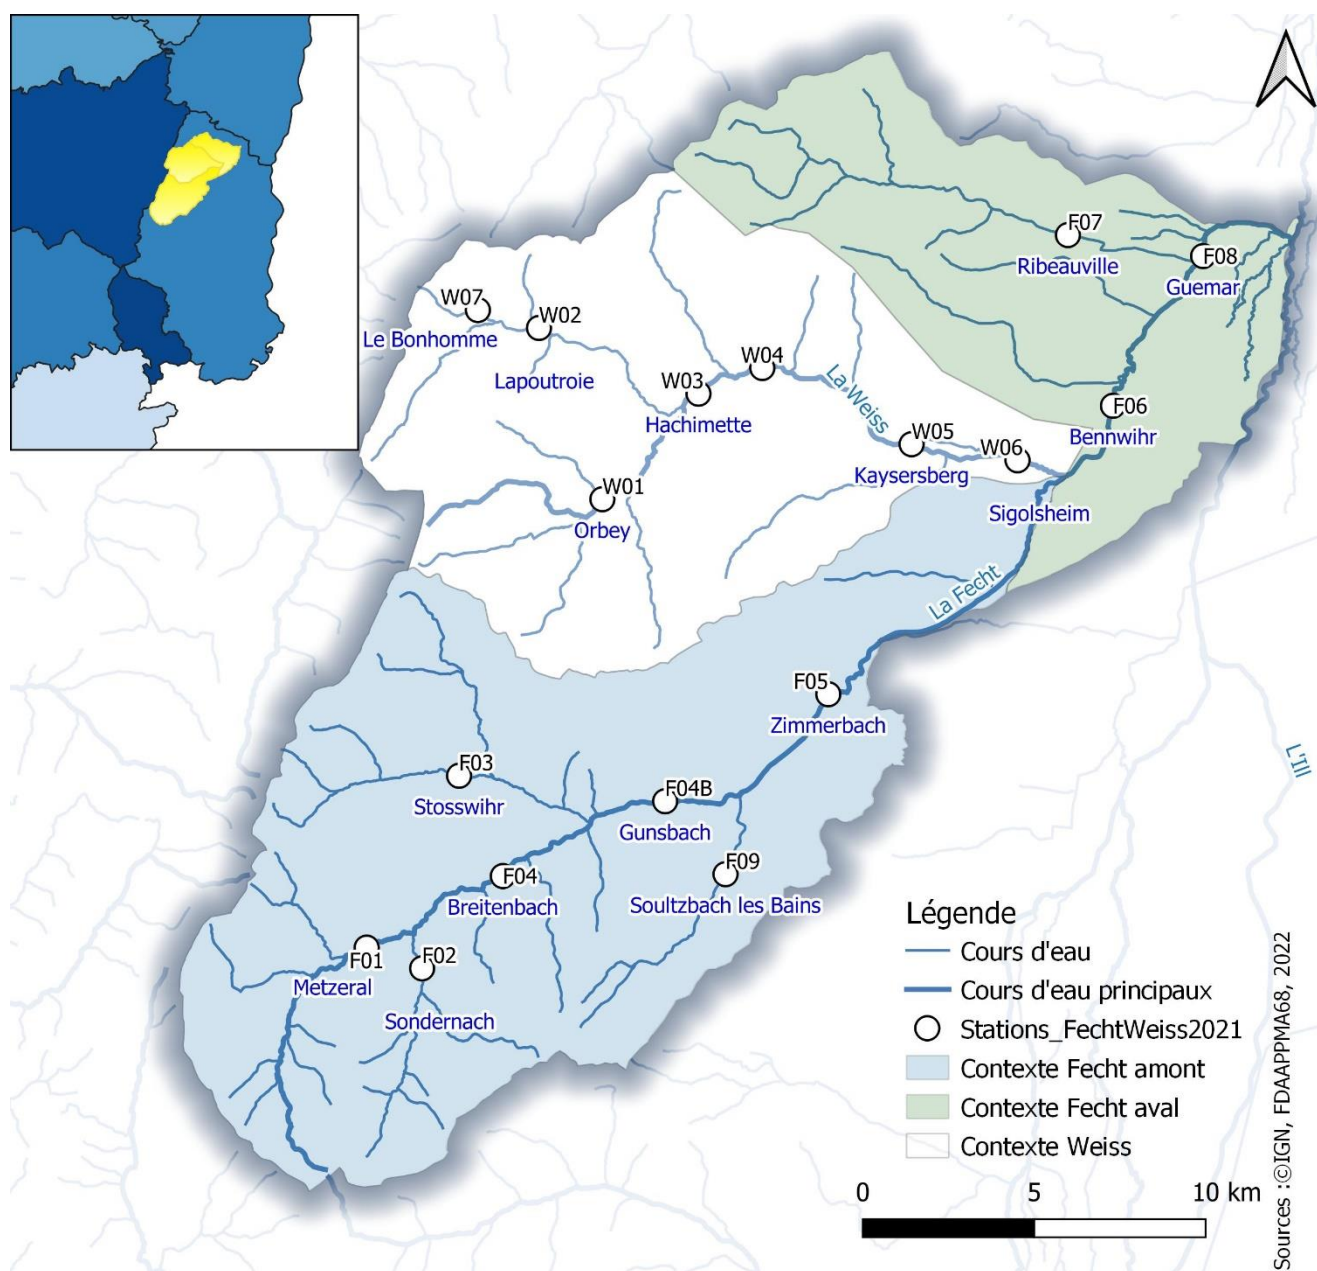 F07
Ribeauville
F08
Guemar
W07
Le Bonhomme
W02
Lapoutroie
W04
W03
Hachimette
La Weiss
F06
Bennwihr
W05
Kaysersberg
W06
W01
Orbey
Sigolsheim
La Fecht
F05
Zimmerbach
L'Ill
F03
Stosswihr
F04B
Gunsbach
F04
Breitenbach
F09
Soultzbach les Bains
F01
Metzeral
F02
Sondernach
Légende
Cours d'eau
Cours d'eau principaux
Stations_FechtWeiss2021
Contexte Fecht amont
Contexte Fecht aval
Contexte Weiss
0 5 10 km
Sources :©IGN, FDAAPPMA68, 2022